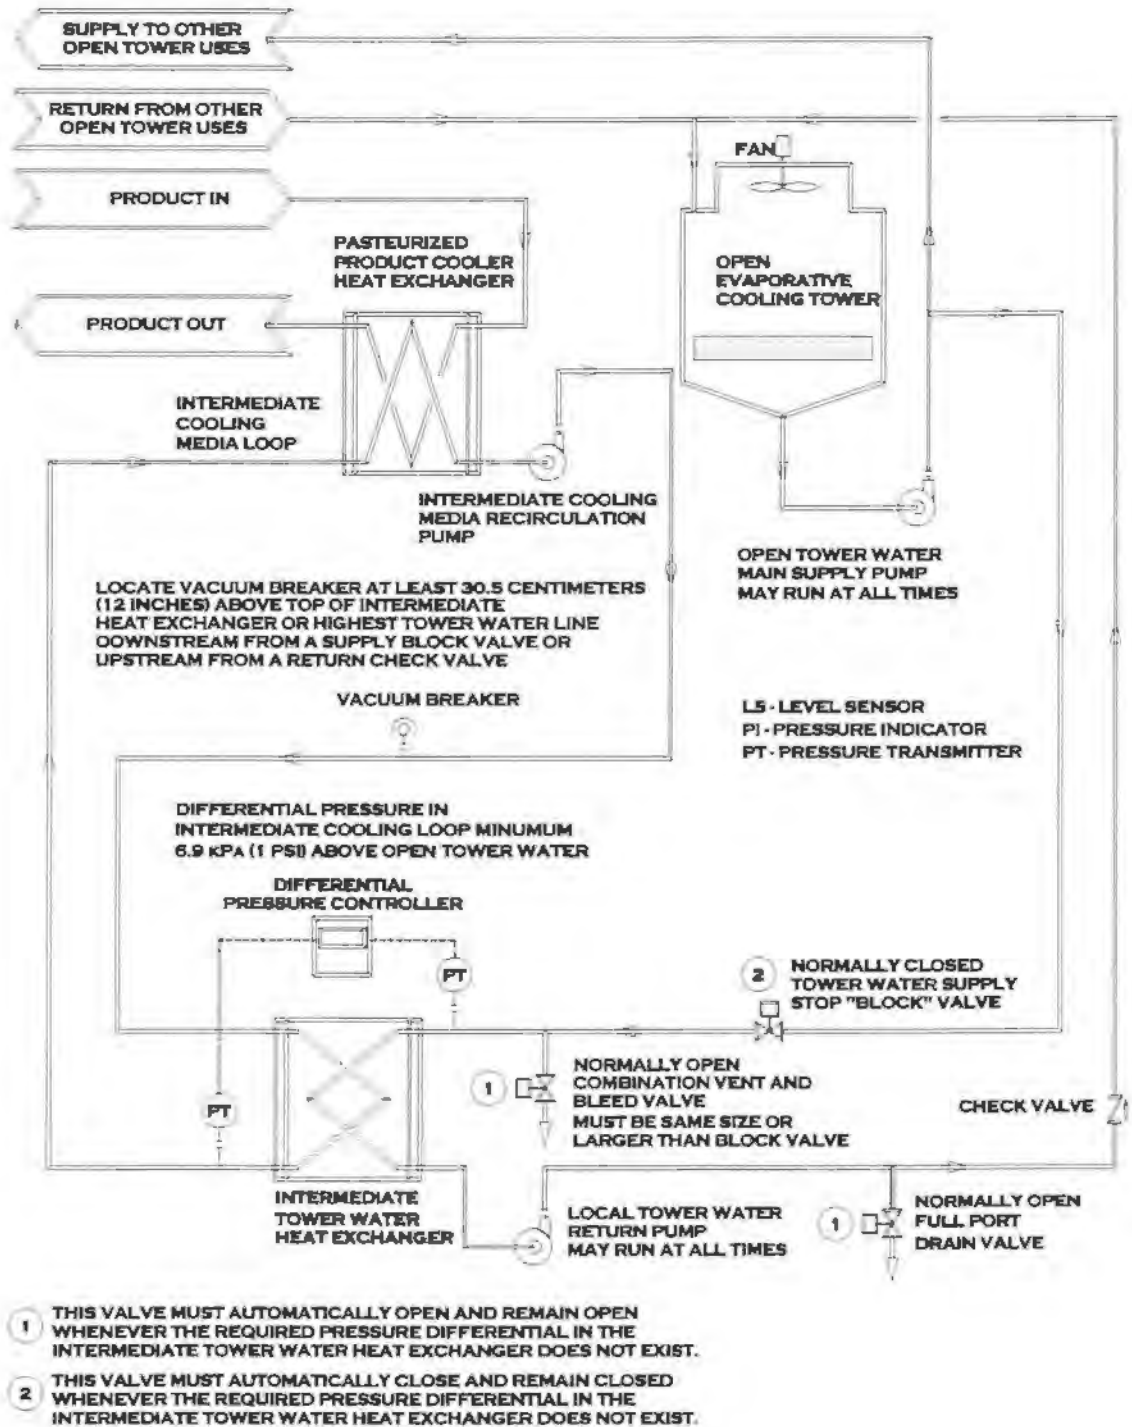 SUPPLY TO OTHER
OPEN TOWER USES
RETURN FROM OTHER
OPEN TOWER USES
FAN
PRODUCT IN
PASTEURIZED
PRODUCT COOLER
HEAT EXCHANGER
OPEN
EVAPORATIVE
COOLING TOWER
PRODUCT OUT
INTERMEDIATE
COOLING
MEDIA LOOP
INTERMEDIATE COOLING
MEDIA RECIRCULATION
PUMP
OPEN TOWER WATER
MAIN SUPPLY PUMP
MAY RUN AT ALL TIMES
LOCATE VACUUM BREAKER AT LEAST 30.5 CENTIMETERS
(12 INCHES) ABOVE TOP OF INTERMEDIATE
HEAT EXCHANGER OR HIGHEST TOWER WATER LINE
DOWNSTREAM FROM A SUPPLY BLOCK VALVE OR
UPSTREAM FROM A RETURN CHECK VALVE
VACUUM BREAKER
LS - LEVEL SENSOR
PI - PRESSURE INDICATOR
PT - PRESSURE TRANSMITTER
DIFFERENTIAL PRESSURE IN
INTERMEDIATE COOLING LOOP MINUMUM
6.9 KPA (1 PSI) ABOVE OPEN TOWER WATER
DIFFERENTIAL
PRESSURE CONTROLLER
PT
2
NORMALLY CLOSED
TOWER WATER SUPPLY
STOP "BLOCK" VALVE
PT
1
NORMALLY OPEN
COMBINATION VENT AND
BLEED VALVE
MUST BE SAME SIZE OR
LARGER THAN BLOCK VALVE
CHECK VALVE
INTERMEDIATE
TOWER WATER
HEAT EXCHANGER
LOCAL TOWER WATER
RETURN PUMP
MAY RUN AT ALL TIMES
1
NORMALLY OPEN
FULL PORT
DRAIN VALVE
1 THIS VALVE MUST AUTOMATICALLY OPEN AND REMAIN OPEN
WHENEVER THE REQUIRED PRESSURE DIFFERENTIAL IN THE
INTERMEDIATE TOWER WATER HEAT EXCHANGER DOES NOT EXIST.
2 THIS VALVE MUST AUTOMATICALLY CLOSE AND REMAIN CLOSED
WHENEVER THE REQUIRED PRESSURE DIFFERENTIAL IN THE
INTERMEDIATE TOWER WATER HEAT EXCHANGER DOES NOT EXIST.